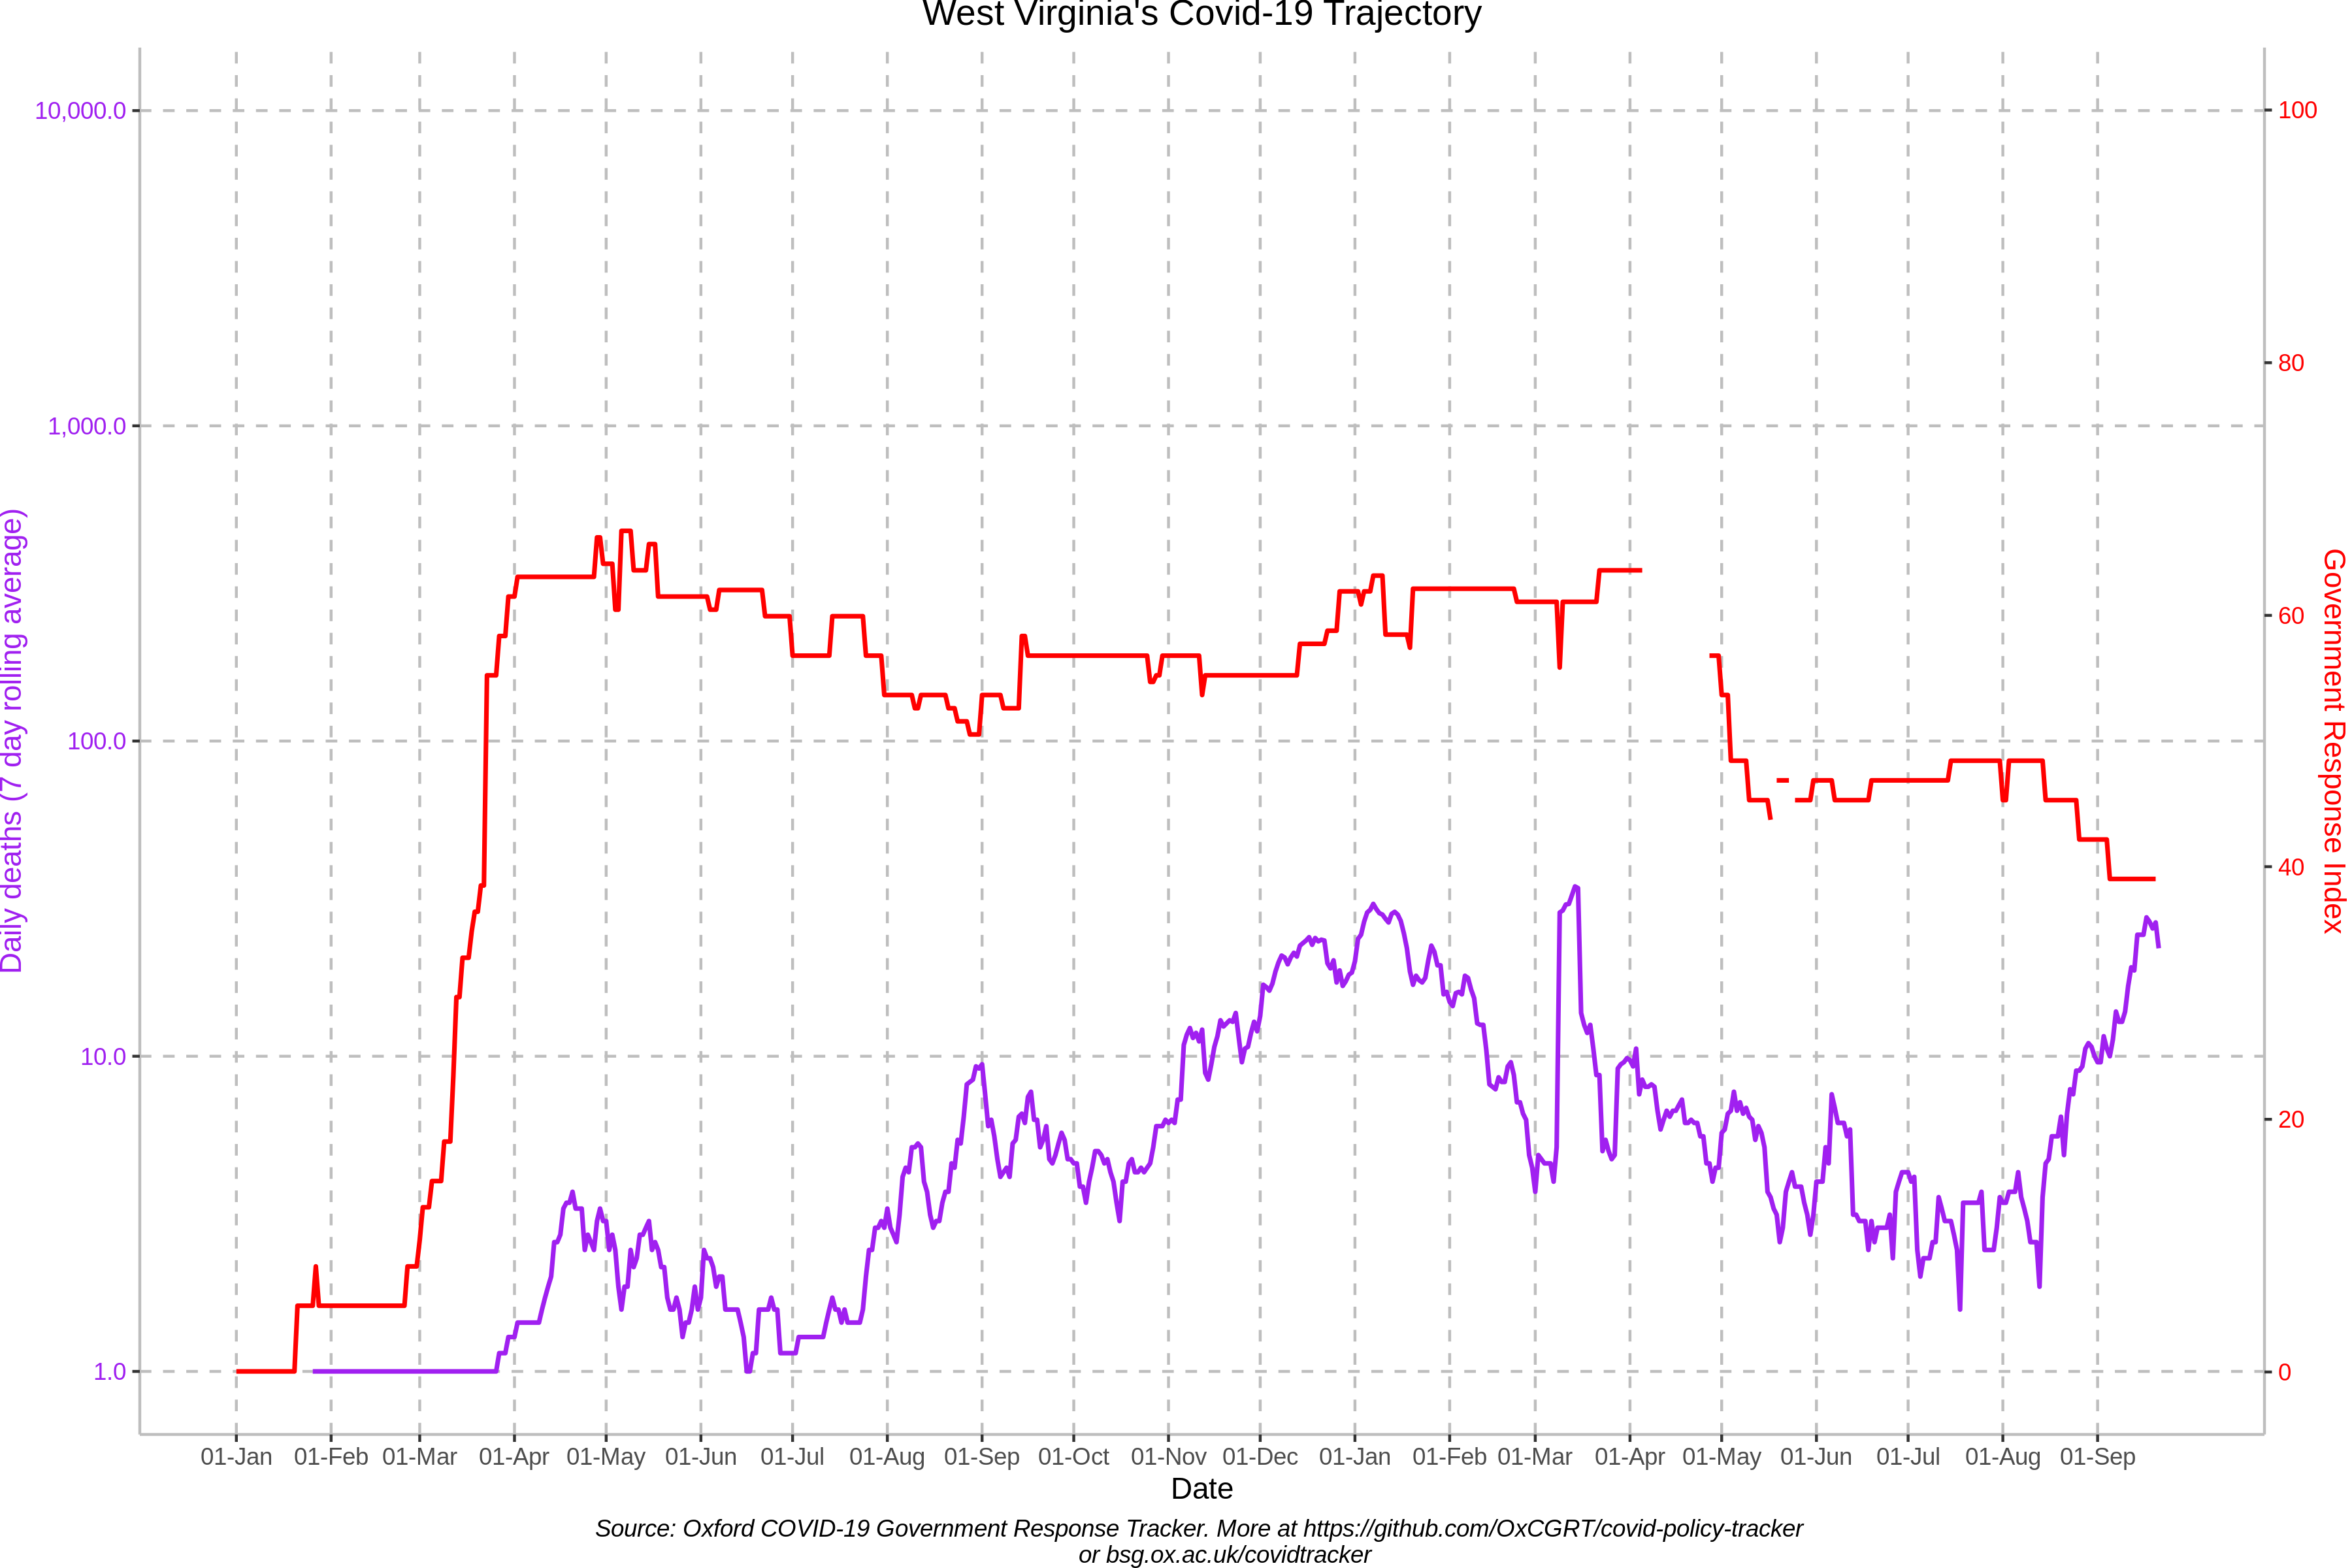 West Virginia's Covid-19 Trajectory
10,000.0
1,000.0
100.0
10.0
1.0
Daily deaths (7 day rolling average)
100
80
60
40
20
0
Government Response Index
01-Jan 01-Feb 01-Mar 01-Apr 01-May 01-Jun 01-Jul 01-Aug 01-Sep 01-Oct 01-Nov 01-Dec 01-Jan 01-Feb 01-Mar 01-Apr 01-May 01-Jun 01-Jul 01-Aug 01-Sep
Date
Source: Oxford COVID-19 Government Response Tracker. More at https://github.com/OxCGRT/covid-policy-tracker
or bsg.ox.ac.uk/covidtracker